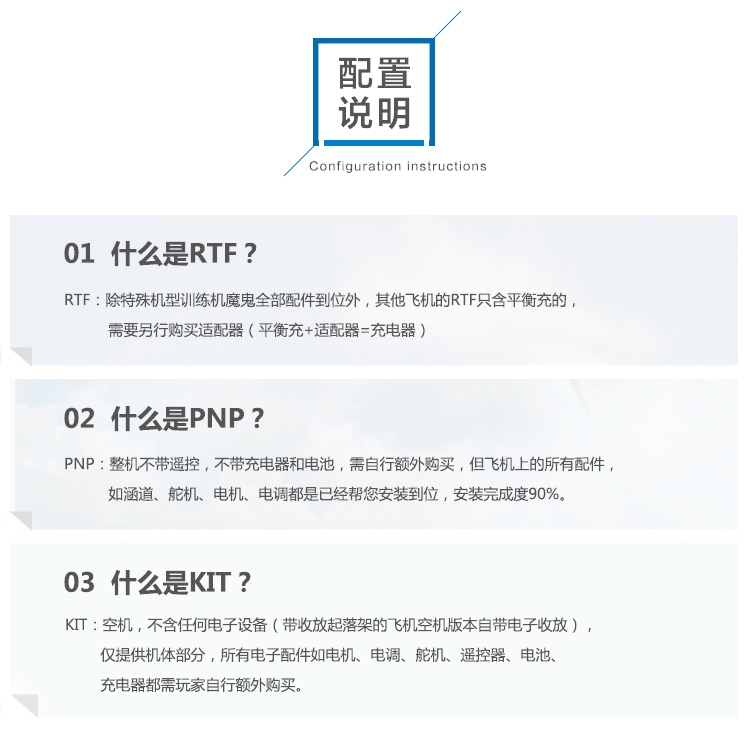 配置
说明
Configuration instructions
01 什么是RTF？
RTF：除特殊机型训练机魔鬼全部配件到位外，其他飞机的RTF只含平衡充的，
需要另行购买适配器（平衡充+适配器=充电器）
02 什么是PNP？
PNP：整机不带遥控，不带充电器和电池，需自行额外购买，但飞机上的所有配件，
如涵道、舵机、电机、电调都是已经帮您安装到位，安装完成度90%。
03 什么是KIT？
KIT：空机，不含任何电子设备（带收放起落架的飞机空机版本自带电子收放），
仅提供机体部分，所有电子配件如电机、电调、舵机、遥控器、电池、
充电器都需玩家自行额外购买。